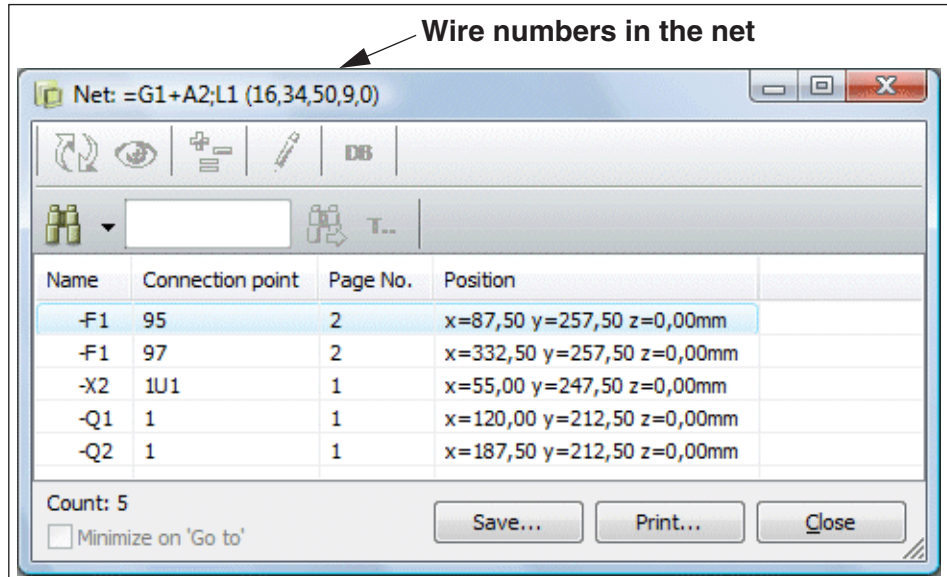 Wire numbers in the net
Net: =G1+A2;L1 (16,34,50,9,0)
DB
T...
Name Connection point Page No. Position
-F1 95 2 x=87,50 y=257,50 z=0,00mm
-F1 97 2 x=332,50 y=257,50 z=0,00mm
-X2 1U1 1 x=55,00 y=247,50 z=0,00mm
-Q1 1 1 x=120,00 y=212,50 z=0,00mm
-Q2 1 1 x=187,50 y=212,50 z=0,00mm
Count: 5
Minimize on 'Go to'
Save... Print... Close